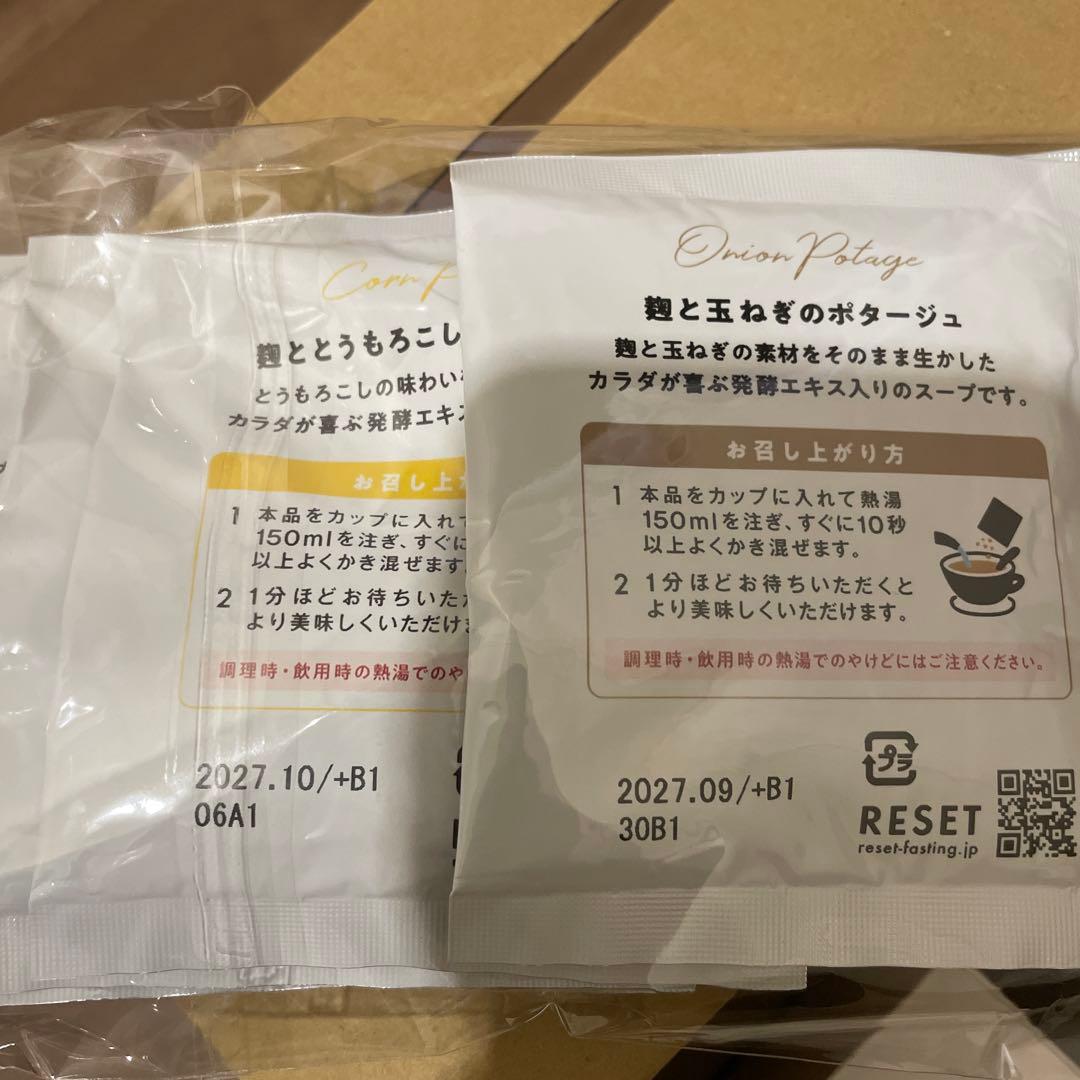 Corn P
麹ととうもろこし
とうもろこしの味わい
カラダが喜ぶ発酵エキス
お召し上が
1 本品をカップに入れて
150mlを注ぎ、すぐに
以上よくかき混ぜます。
2 1分ほどお待ちいただ
より美味しくいただけま
調理時・飲用時の熱湯でのや
2027.10/+B1
06A1
Onion Potage
麹と玉ねぎのポタージュ
麹と玉ねぎの素材をそのまま生かした
カラダが喜ぶ発酵エキス入りのスープです。
お召し上がり方
1 本品をカップに入れて熱湯
150mlを注ぎ、すぐに10秒
以上よくかき混ぜます。
2 1分ほどお待ちいただくと
より美味しくいただけます。
調理時・飲用時の熱湯でのやけどにはご注意ください。
プラ
2027.09/+B1
30B1
RESET
reset-fasting.jp